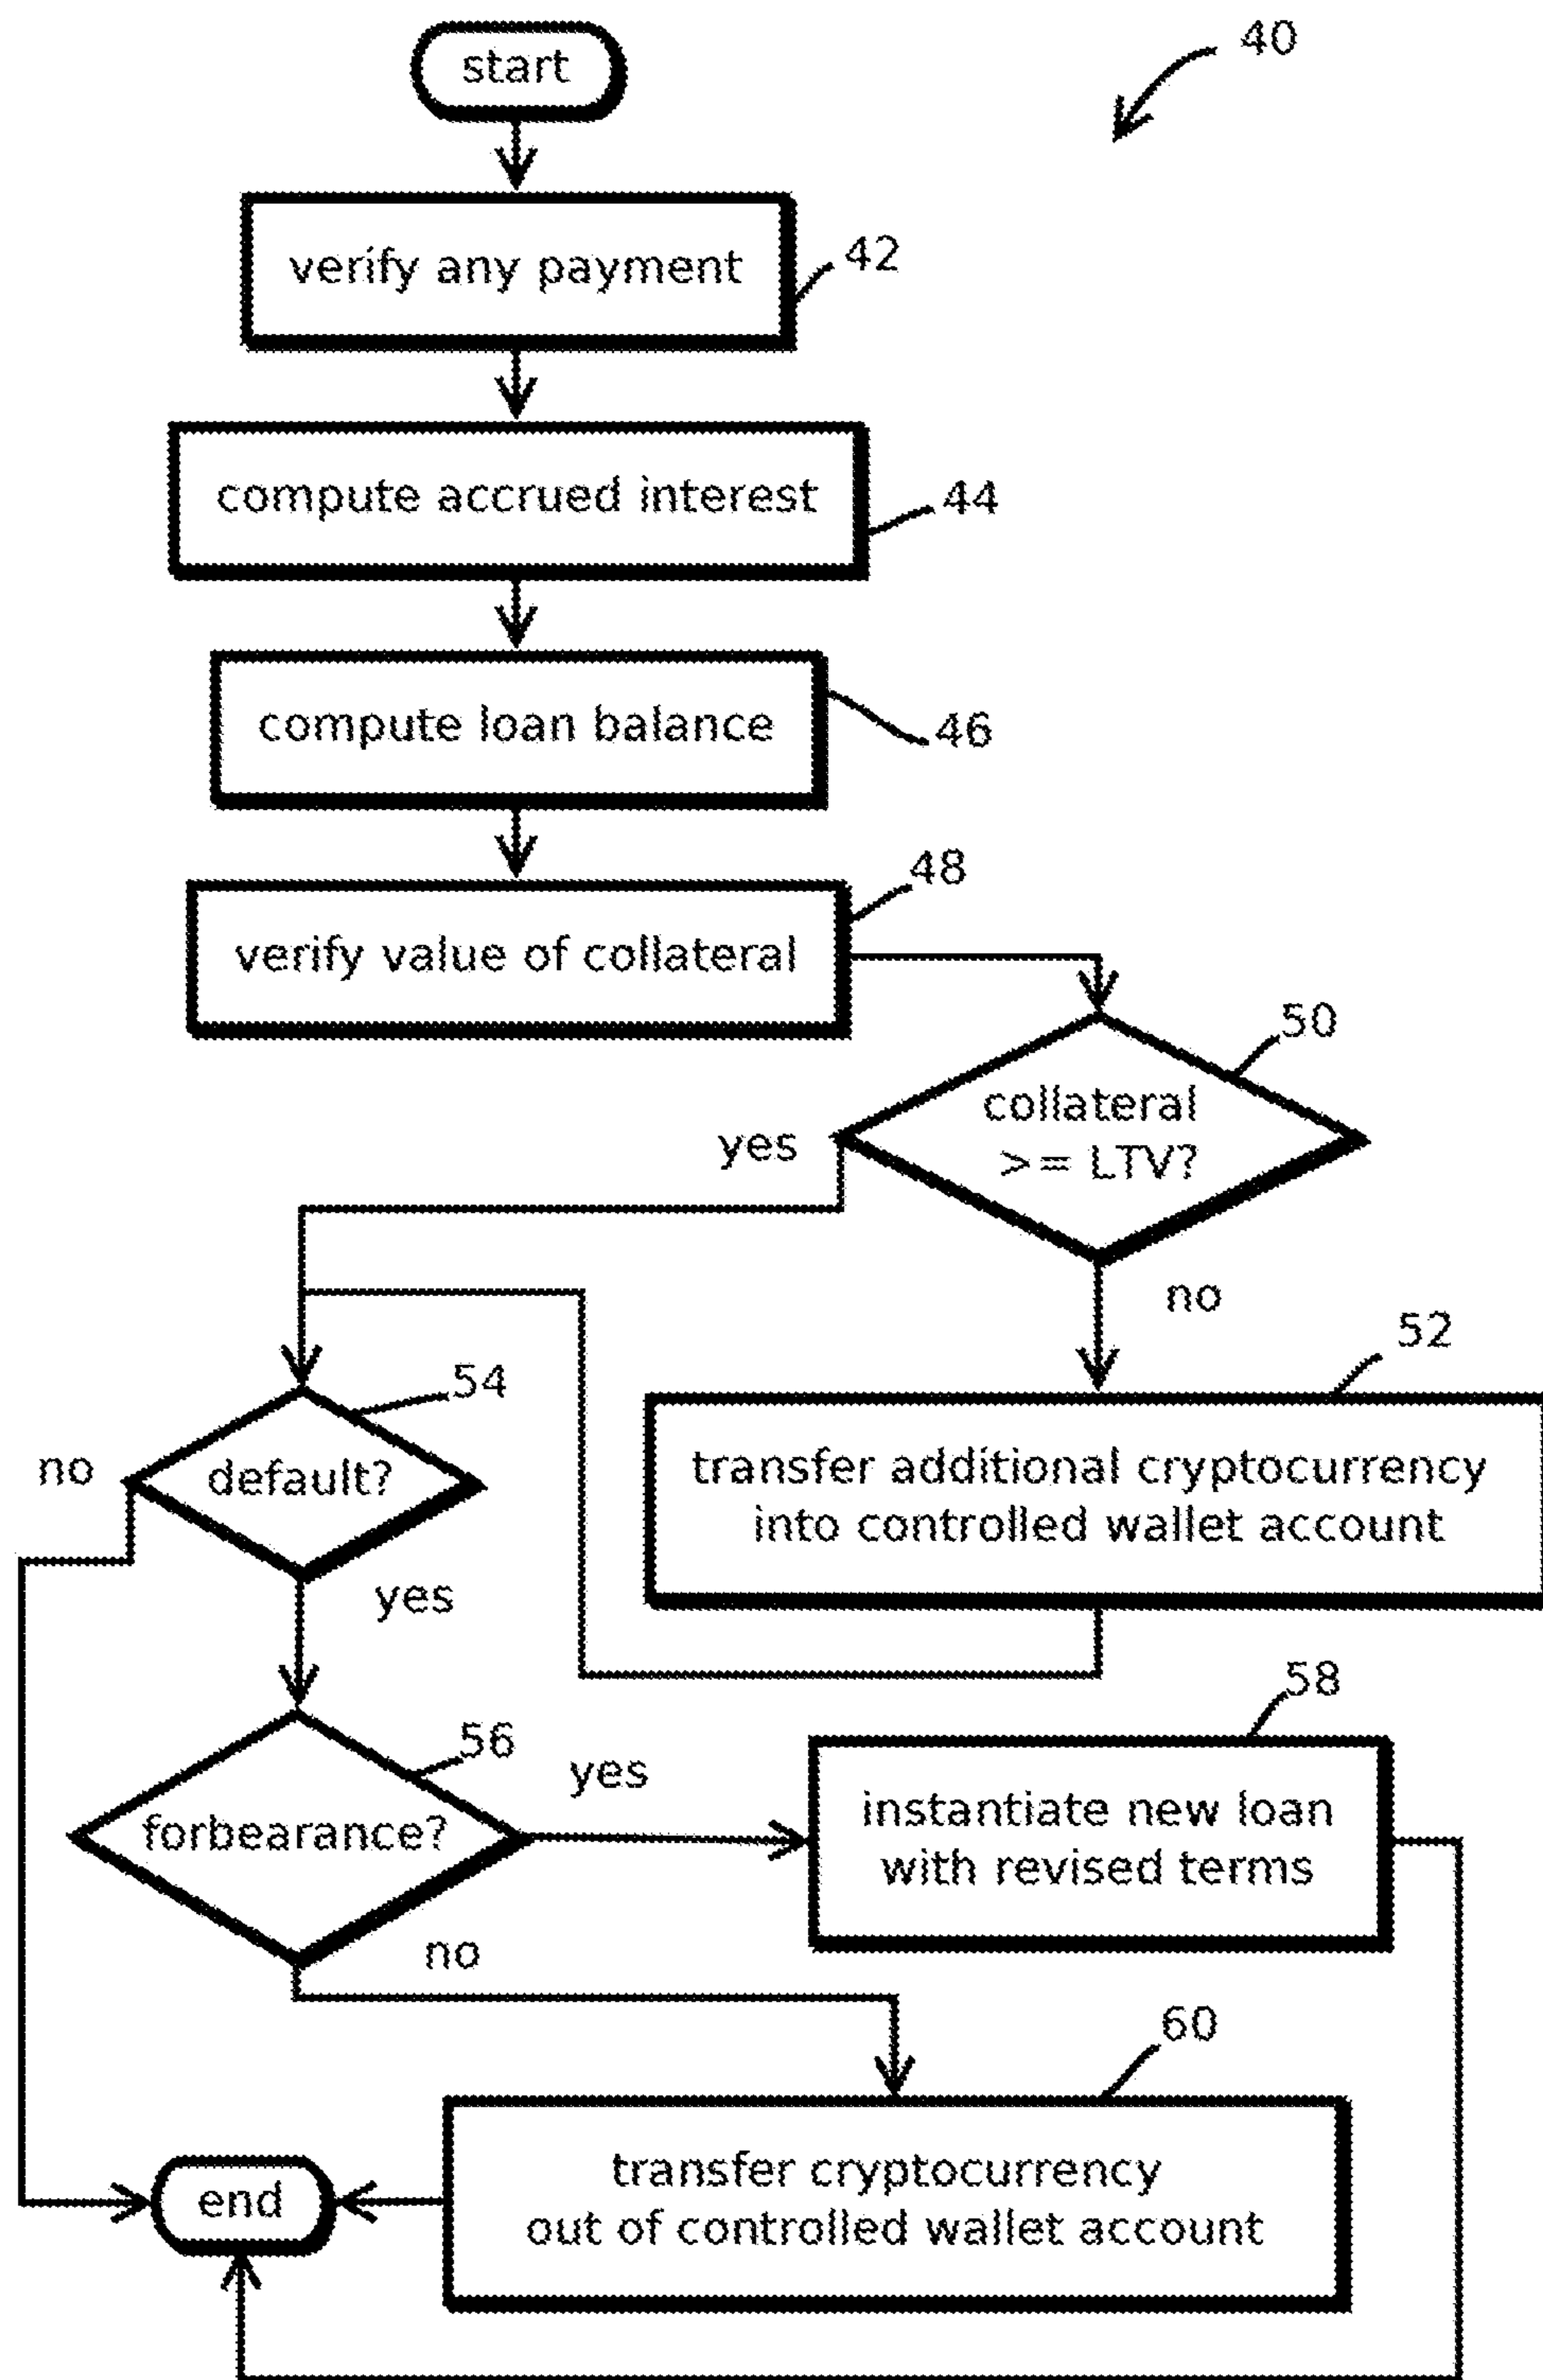 start
40
verify any payment
42
compute accrued interest
44
compute loan balance
46
verify value of collateral
48
50
collateral
>= LTV?
yes
no
52
transfer additional cryptocurrency
into controlled wallet account
54
default?
no
yes
56
forbearance?
yes
58
instantiate new loan
with revised terms
no
60
transfer cryptocurrency
out of controlled wallet account
end